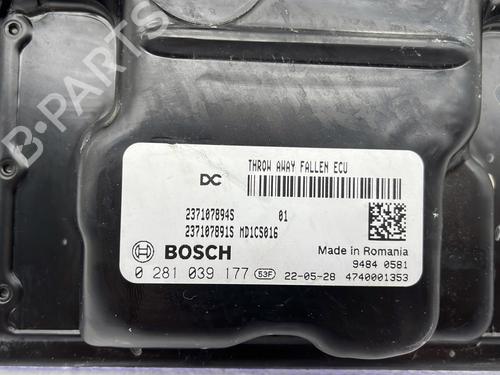 B-PARTS
DC
THROW AWAY FALLEN ECU
237107894S 01
237107891S MD1CS016
BOSCH
Made in Romania
9484 0581
0 281 039 177 53F 22-05-28 4740001353